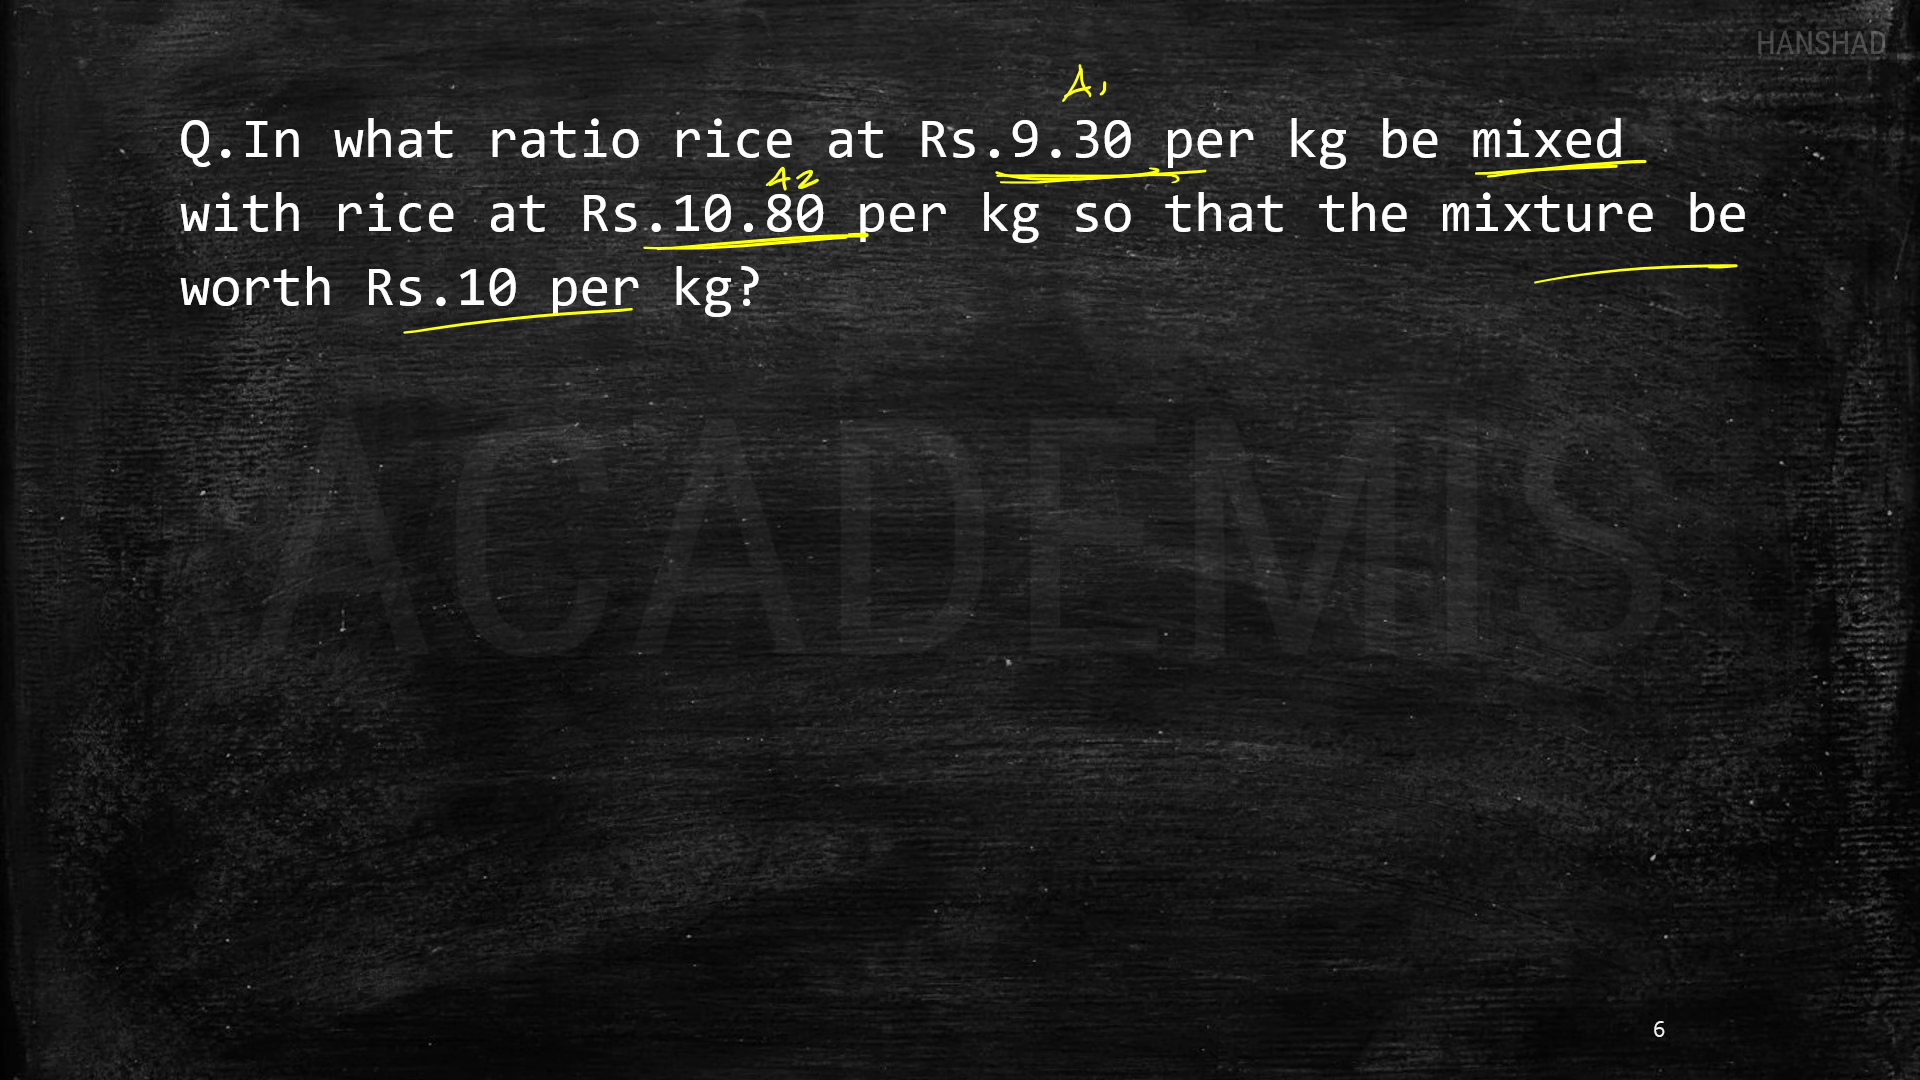 HANSHAD
A1
Q.In what ratio rice at Rs.9.30 per kg be mixed
A2
with rice at Rs.10.80 per kg so that the mixture be
worth Rs.10 per kg?
ACADEMIS
6